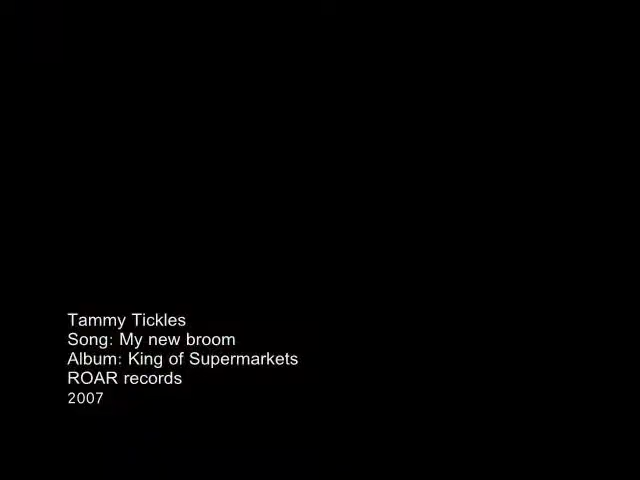 Tammy Tickles
Song: My new broom
Album: King of Supermarkets
ROAR records
2007